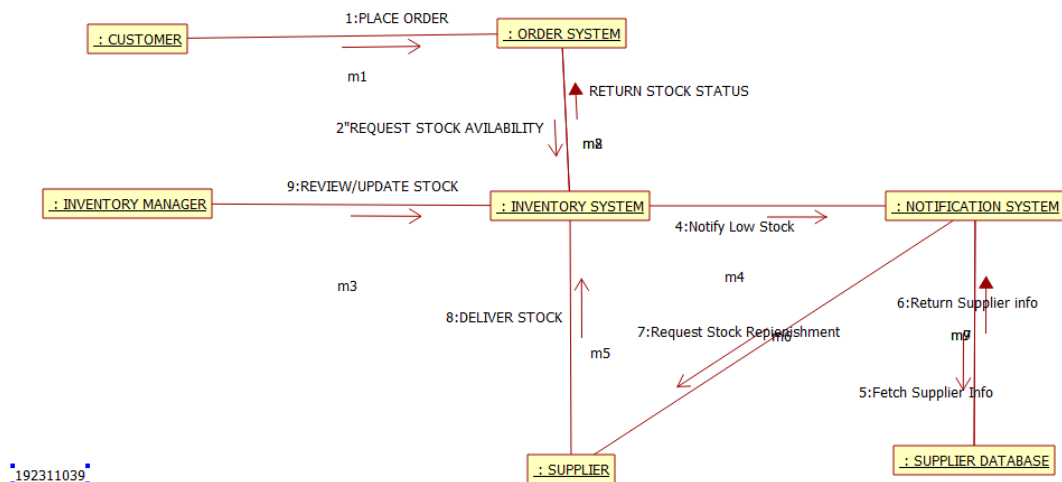 1:PLACE ORDER
: CUSTOMER
: ORDER SYSTEM
m1
RETURN STOCK STATUS
2"REQUEST STOCK AVILABILITY
9:REVIEW/UPDATE STOCK
: INVENTORY MANAGER
: INVENTORY SYSTEM
: NOTIFICATION SYSTEM
4:Notify Low Stock
m3
m4
8:DELIVER STOCK
6:Return Supplier info
7:Request Stock Replenishment
m6
m5
5:Fetch Supplier Info
: SUPPLIER
: SUPPLIER DATABASE
192311039